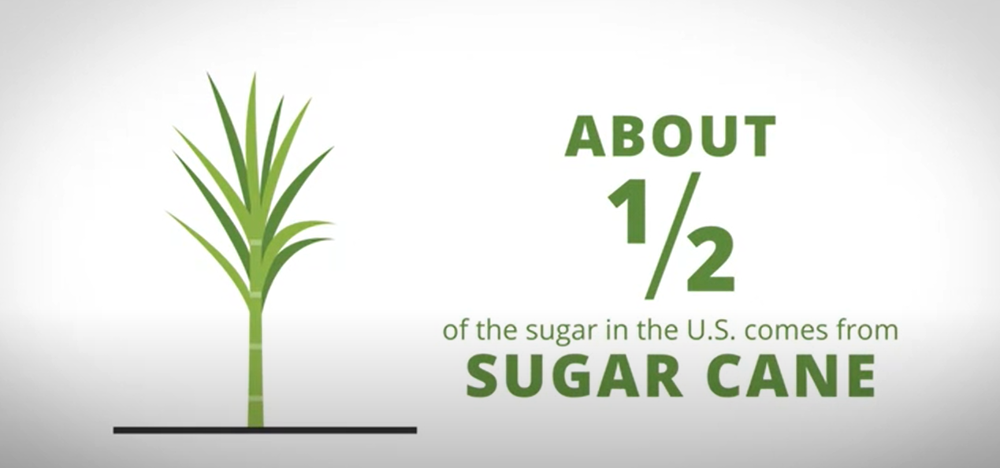 ABOUT
1/2
of the sugar in the U.S. comes from
SUGAR CANE